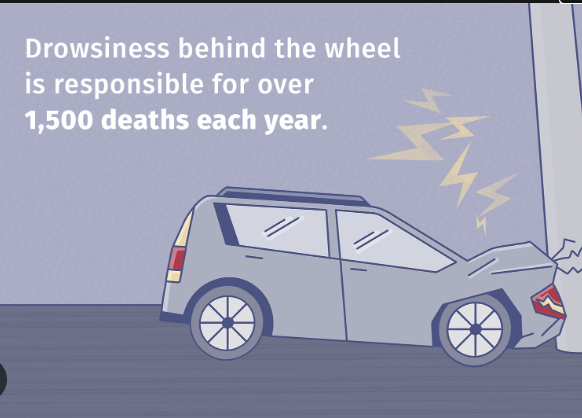 Drowsiness behind the wheel
is responsible for over
1,500 deaths each year.